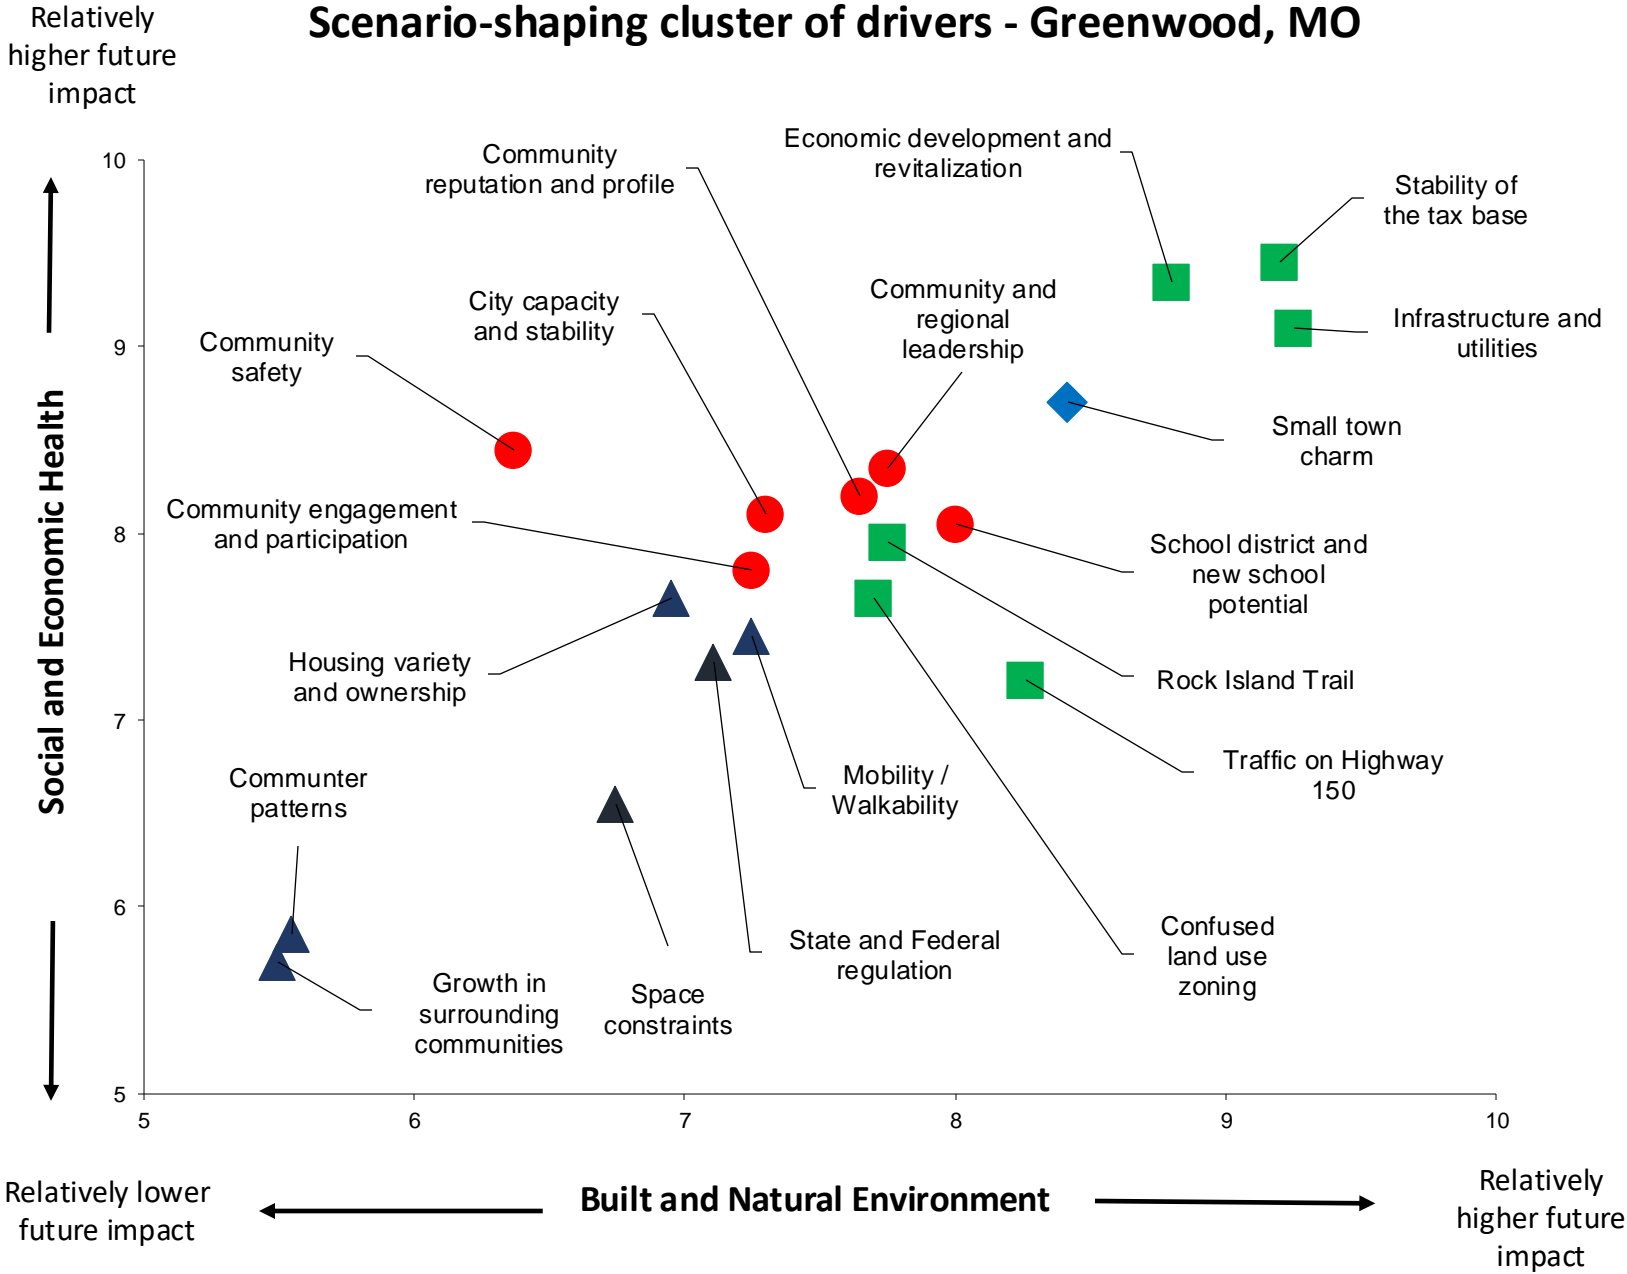 Scenario-shaping cluster of drivers - Greenwood, MO
Relatively
higher future
impact
Social and Economic Health
10
9
8
7
6
5
Community
reputation and profile
Economic development and
revitalization
Stability of
the tax base
City capacity
and stability
Community and
regional
leadership
Infrastructure and
utilities
Community
safety
Small town
charm
Community engagement
and participation
School district and
new school
potential
Housing variety
and ownership
Rock Island Trail
Traffic on Highway
150
Mobility /
Walkability
Communter
patterns
State and Federal
regulation
Confused
land use
zoning
Growth in
surrounding
communities
Space
constraints
5
6
7
8
9
10
Relatively lower
future impact
Built and Natural Environment
Relatively
higher future
impact